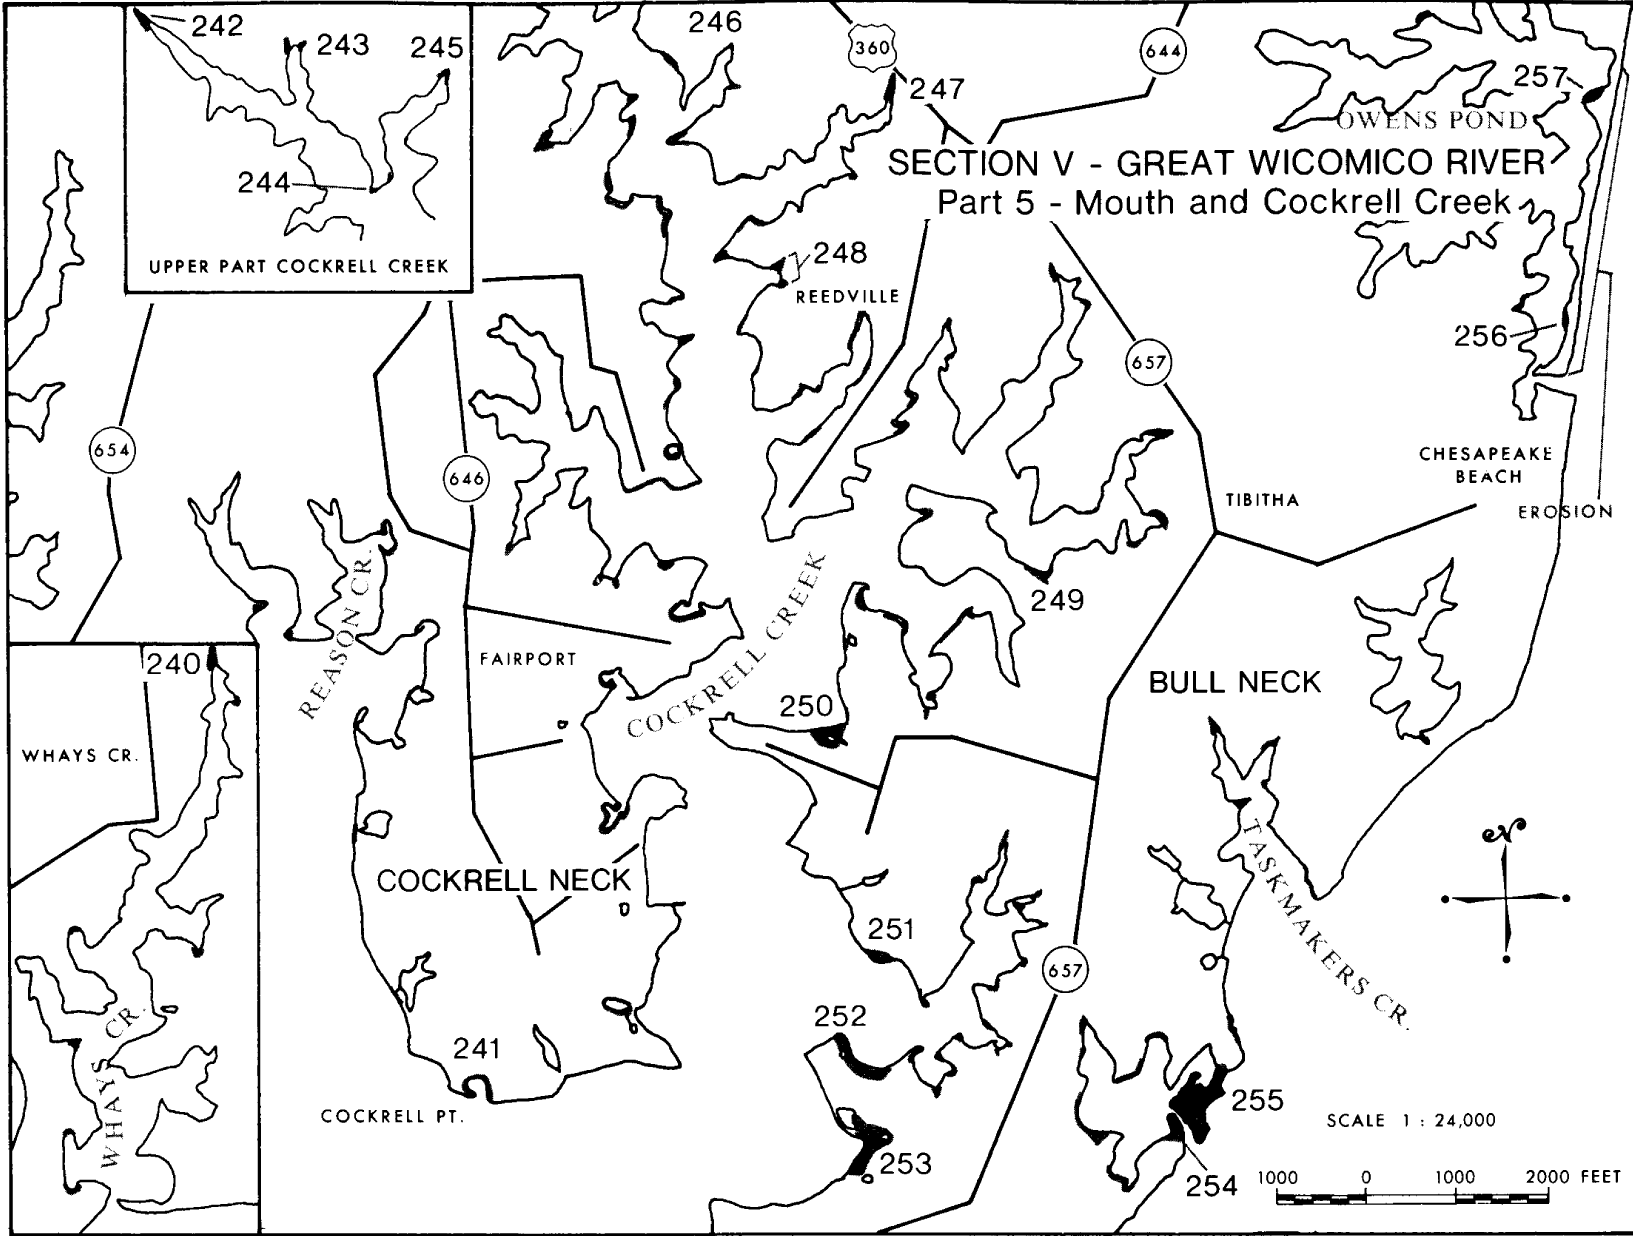 242
243
245
244
UPPER PART COCKRELL CREEK
246
360
644
247
257
OWENS POND
SECTION V - GREAT WICOMICO RIVER
Part 5 - Mouth and Cockrell Creek
248
REEDVILLE
256
657
654
646
CHESAPEAKE
BEACH
TIBITHA
EROSION
REASON CR.
249
COCKRELL CREEK
FAIRPORT
240
WHAYS CR.
250
BULL NECK
COCKRELL NECK
TASKMAKERS CR.
N
251
657
WHAYS CR.
252
241
COCKRELL PT.
255
253
254
SCALE 1 : 24,000
1000 0 1000 2000 FEET